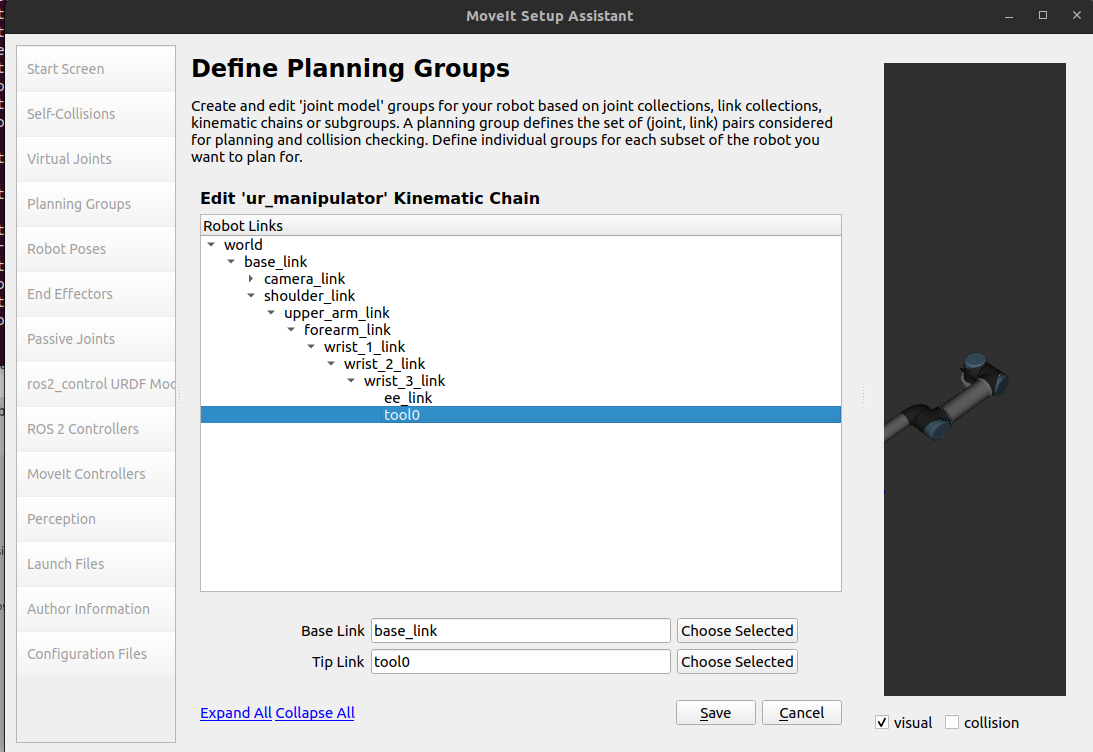 MoveIt Setup Assistant
Start Screen
Self-Collisions
Virtual Joints
Planning Groups
Robot Poses
End Effectors
Passive Joints
ros2_control URDF Moc
ROS 2 Controllers
MoveIt Controllers
Perception
Launch Files
Author Information
Configuration Files
Define Planning Groups
Create and edit 'joint model' groups for your robot based on joint collections, link collections,
kinematic chains or subgroups. A planning group defines the set of (joint, link) pairs considered
for planning and collision checking. Define individual groups for each subset of the robot you
want to plan for.
Edit 'ur_manipulator' Kinematic Chain
Robot Links
world
base_link
camera_link
shoulder_link
upper_arm_link
forearm_link
wrist_1_link
wrist_2_link
wrist_3_link
ee_link
tool0
Base Link base_link Choose Selected
Tip Link tool0 Choose Selected
Expand All Collapse All Save Cancel
visual collision